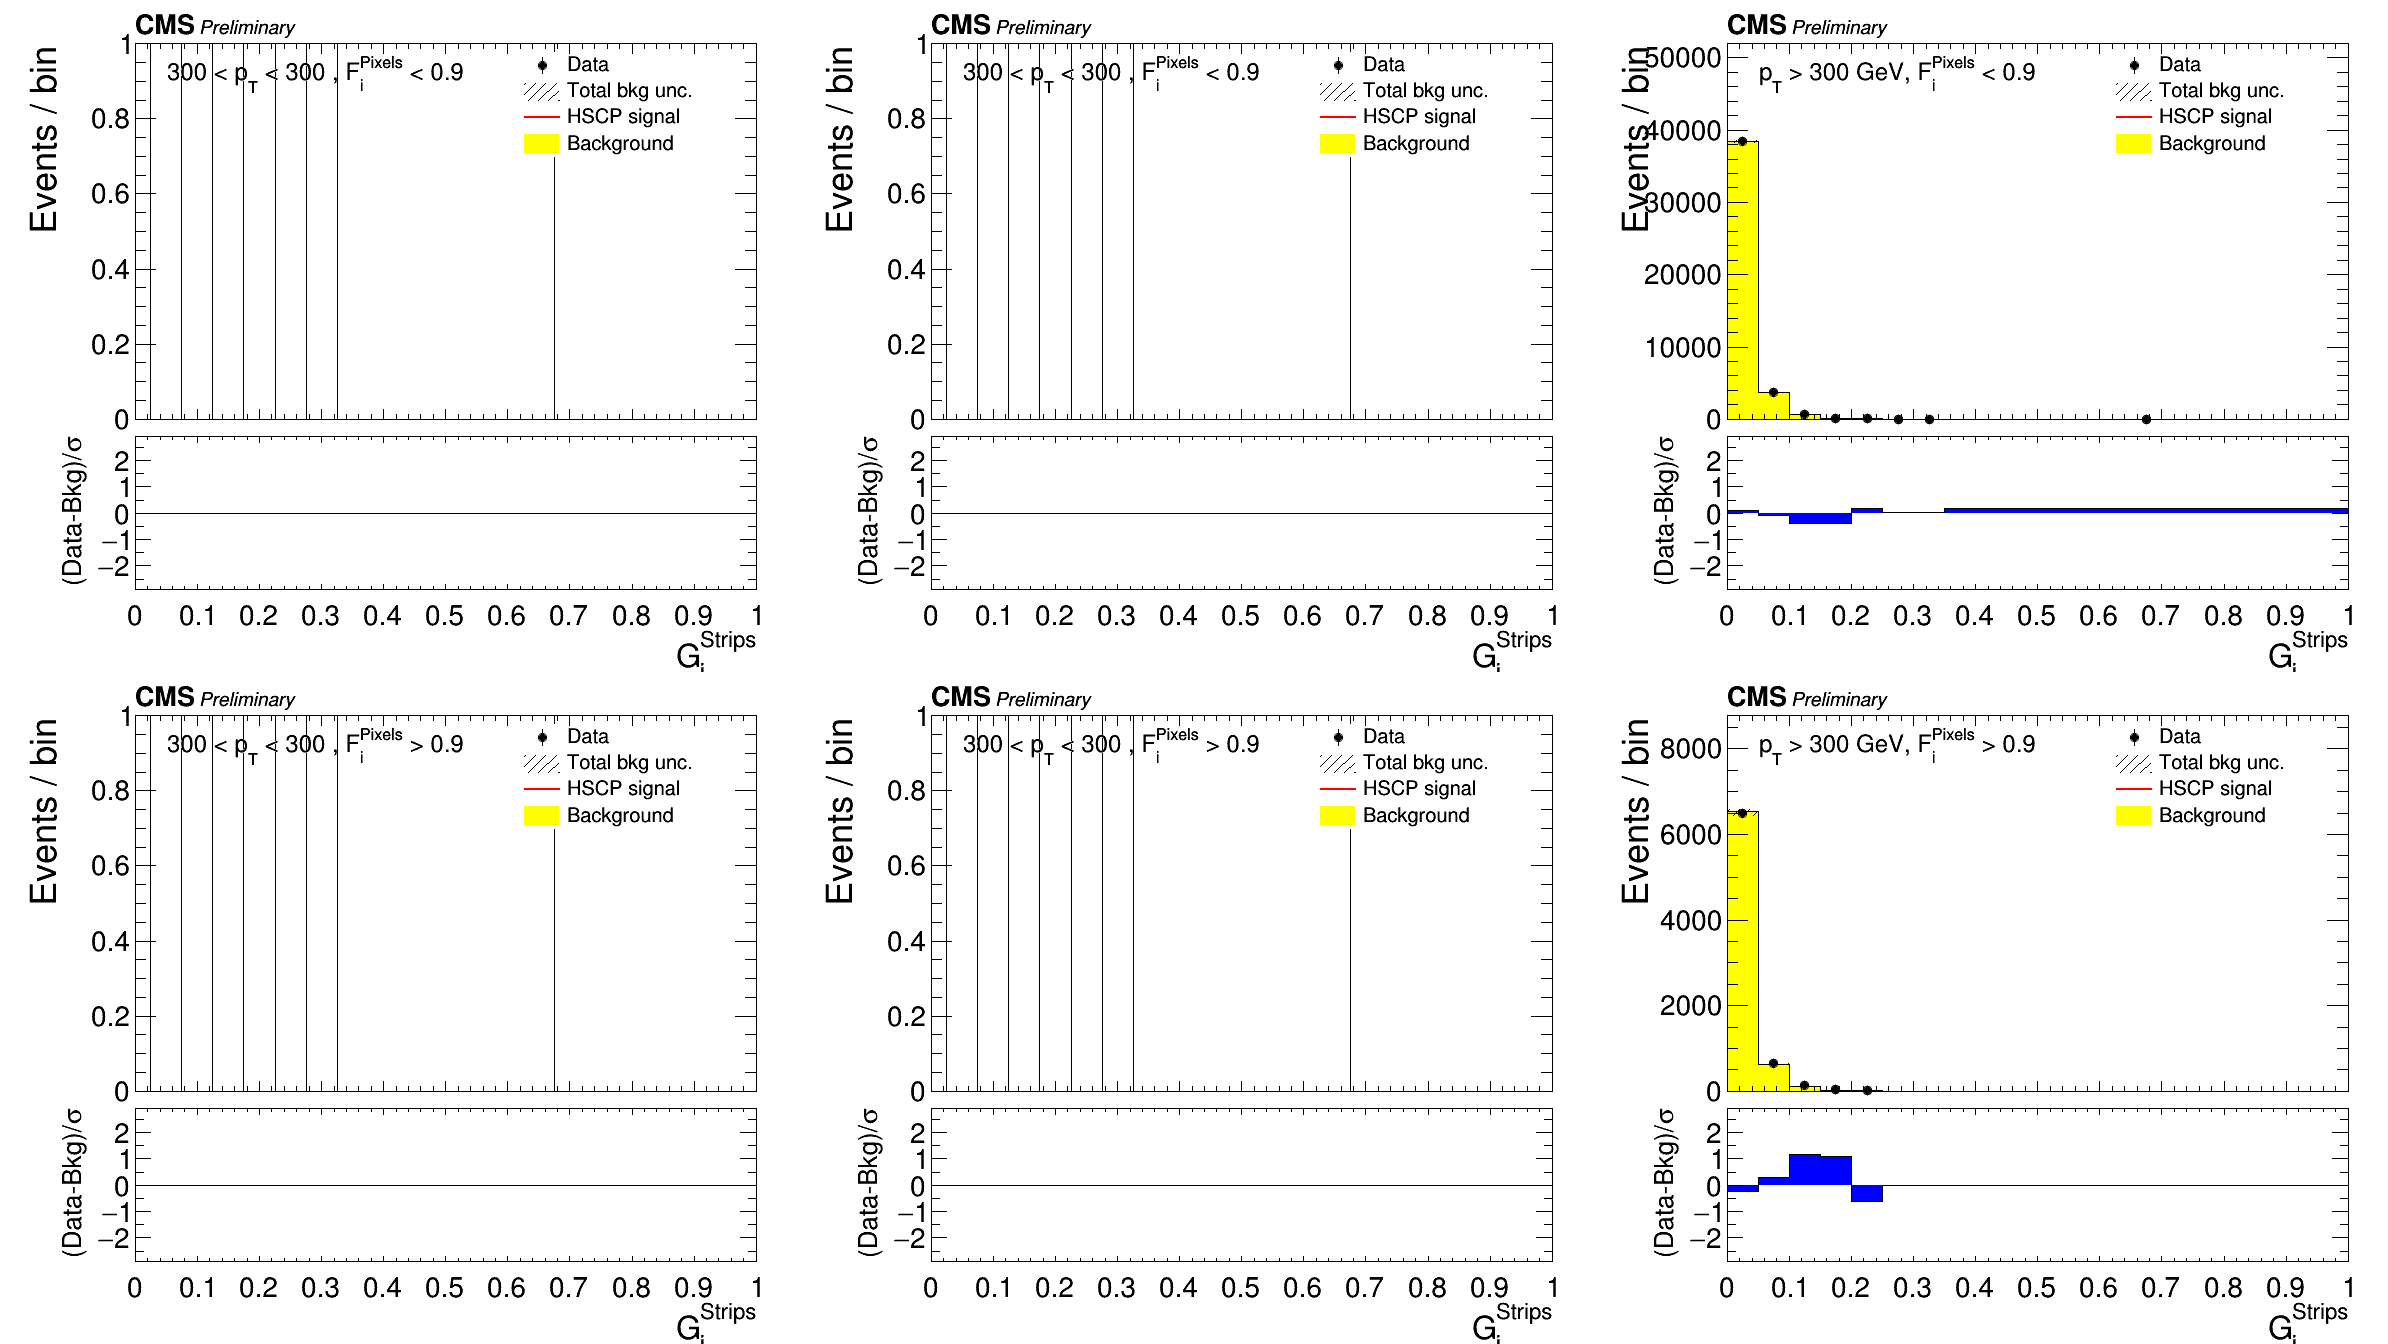 CMS Preliminary
Events / bin
300 < p_T < 300 , F_i^Pixels < 0.9
Data
Total bkg unc.
HSCP signal
Background
1
0.8
0.6
0.4
0.2
0
(Data-Bkg)/σ
2
1
0
−1
−2
0 0.1 0.2 0.3 0.4 0.5 0.6 0.7 0.8 0.9 1
G_i^Strips
CMS Preliminary
Events / bin
300 < p_T < 300 , F_i^Pixels < 0.9
Data
Total bkg unc.
HSCP signal
Background
1
0.8
0.6
0.4
0.2
0
(Data-Bkg)/σ
2
1
0
−1
−2
0 0.1 0.2 0.3 0.4 0.5 0.6 0.7 0.8 0.9 1
G_i^Strips
CMS Preliminary
Events / bin
p_T > 300 GeV, F_i^Pixels < 0.9
Data
Total bkg unc.
HSCP signal
Background
50000
40000
30000
20000
10000
0
(Data-Bkg)/σ
2
1
0
−1
−2
0 0.1 0.2 0.3 0.4 0.5 0.6 0.7 0.8 0.9 1
G_i^Strips
CMS Preliminary
Events / bin
300 < p_T < 300 , F_i^Pixels > 0.9
Data
Total bkg unc.
HSCP signal
Background
1
0.8
0.6
0.4
0.2
0
(Data-Bkg)/σ
2
1
0
−1
−2
0 0.1 0.2 0.3 0.4 0.5 0.6 0.7 0.8 0.9 1
G_i^Strips
CMS Preliminary
Events / bin
300 < p_T < 300 , F_i^Pixels > 0.9
Data
Total bkg unc.
HSCP signal
Background
1
0.8
0.6
0.4
0.2
0
(Data-Bkg)/σ
2
1
0
−1
−2
0 0.1 0.2 0.3 0.4 0.5 0.6 0.7 0.8 0.9 1
G_i^Strips
CMS Preliminary
Events / bin
p_T > 300 GeV, F_i^Pixels > 0.9
Data
Total bkg unc.
HSCP signal
Background
8000
6000
4000
2000
0
(Data-Bkg)/σ
2
1
0
−1
−2
0 0.1 0.2 0.3 0.4 0.5 0.6 0.7 0.8 0.9 1
G_i^Strips